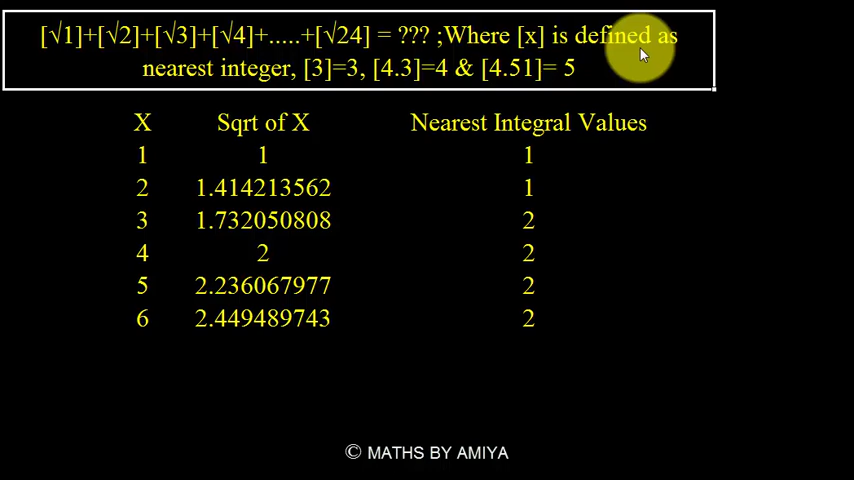 [√1]+[√2]+[√3]+[√4]+.....+[√24] = ??? ;Where [x] is defined as
nearest integer, [3]=3, [4.3]=4 & [4.51]= 5
X Sqrt of X Nearest Integral Values
1 1 1
2 1.414213562 1
3 1.732050808 2
4 2 2
5 2.236067977 2
6 2.449489743 2
© MATHS BY AMIYA